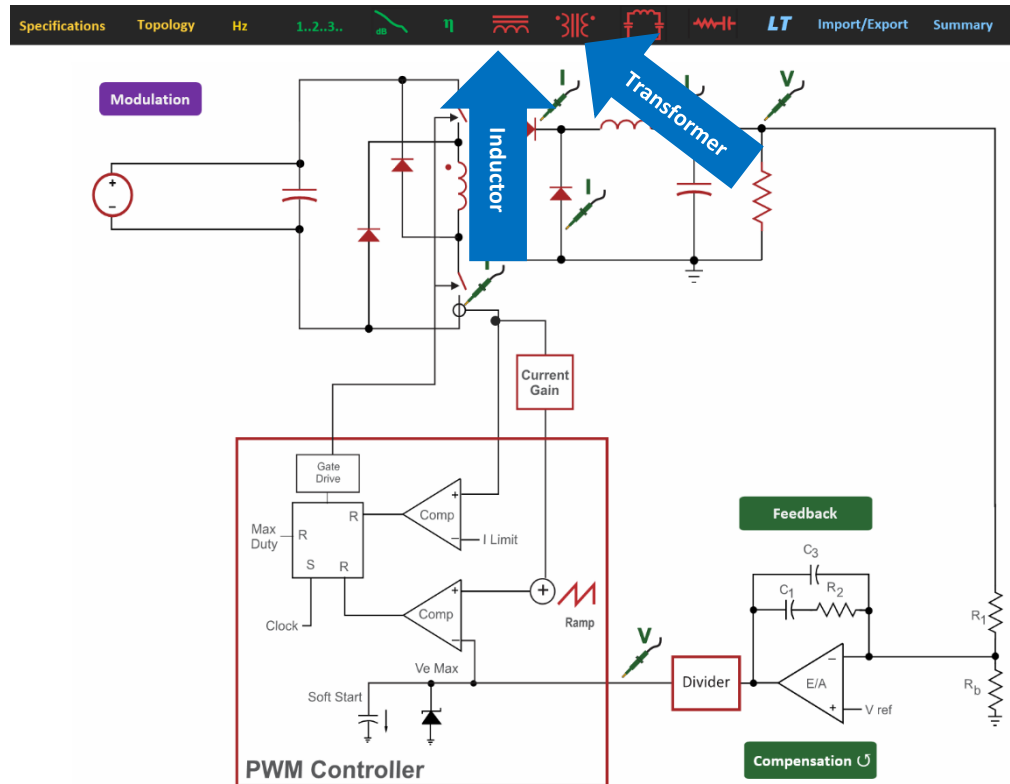 Specifications Topology Hz 1..2..3.. dB η LT Import/Export Summary
Modulation
I
I
V
Transformer
Inductor
+
−
I
I
Current
Gain
Gate
Drive
R
Comp
+
−
I Limit
Max
Duty
R
S
R
Clock
Comp
+
−
+
Ramp
Feedback
C3
C1
R2
R1
Ve Max
V
Divider
E/A
−
+
V ref
Rb
Soft Start
Compensation ↺
PWM Controller